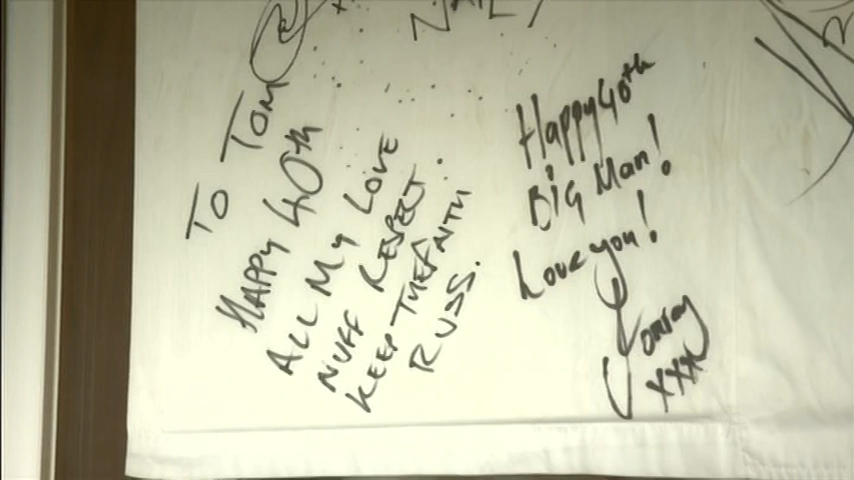 TO TOM
HAPPY 40th
ALL My LOVE
NUFF RESPECT.
KEEP THE FAITH
RUSS.
Happy 40th
BiG Man!
Love you!
xxx